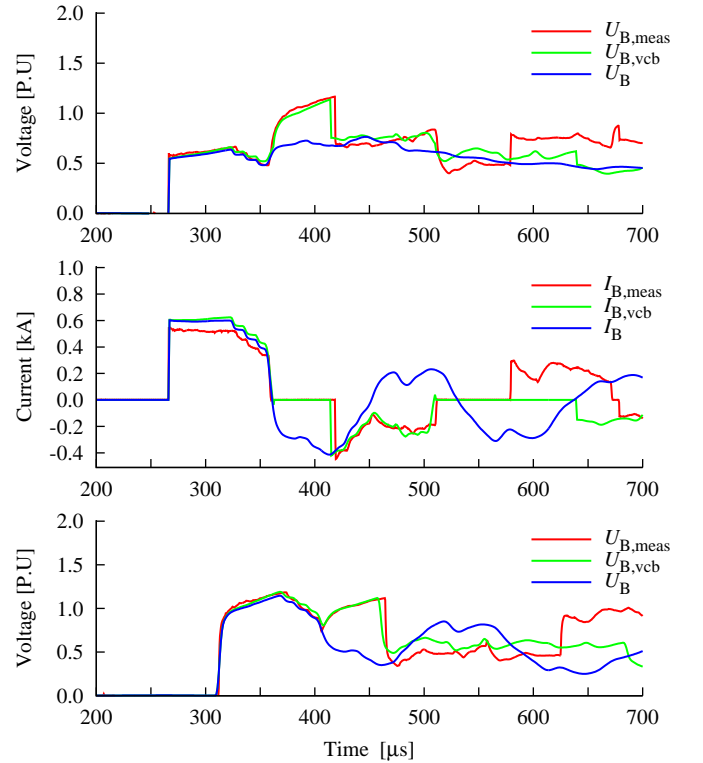 2.0
U_B,meas
U_B,vcb
U_B
1.5
1.0
0.5
0.0
Voltage [P.U]
200 300 400 500 600 700
1.0
I_B,meas
I_B,vcb
I_B
0.8
0.6
0.4
0.2
0.0
-0.2
-0.4
Current [kA]
200 300 400 500 600 700
2.0
U_B,meas
U_B,vcb
U_B
1.5
1.0
0.5
0.0
Voltage [P.U]
200 300 400 500 600 700
Time [μs]